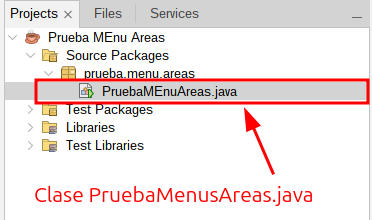 Projects × Files Services
Prueba MEnu Areas
Source Packages
prueba.menu.areas
PruebaMEnuAreas.java
Test Packages
Libraries
Test Libraries
Clase PruebaMenusAreas.java